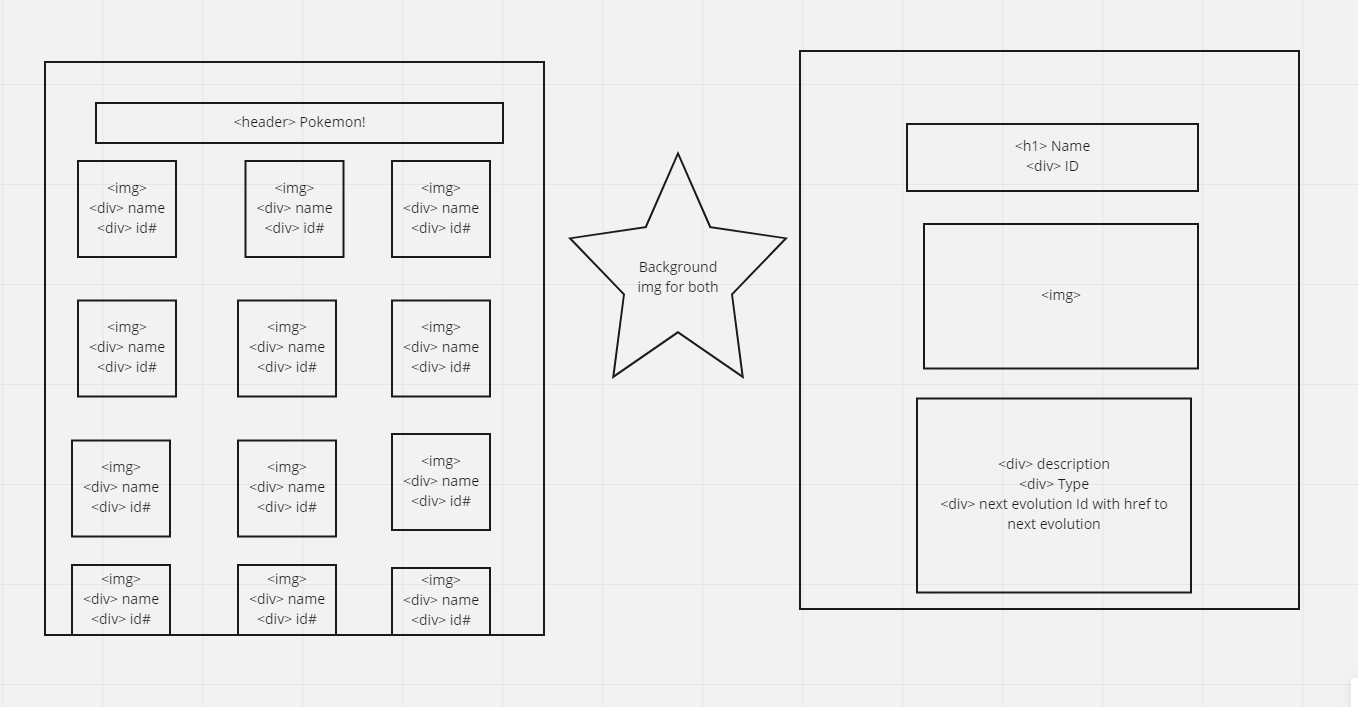 <header> Pokemon!
<img>
<div> name
<div> id#
<img>
<div> name
<div> id#
<img>
<div> name
<div> id#
<img>
<div> name
<div> id#
<img>
<div> name
<div> id#
<img>
<div> name
<div> id#
<img>
<div> name
<div> id#
<img>
<div> name
<div> id#
<img>
<div> name
<div> id#
<img>
<div> name
<div> id#
<img>
<div> name
<div> id#
<img>
<div> name
<div> id#
Background
img for both
<h1> Name
<div> ID
<img>
<div> description
<div> Type
<div> next evolution Id with href to
next evolution